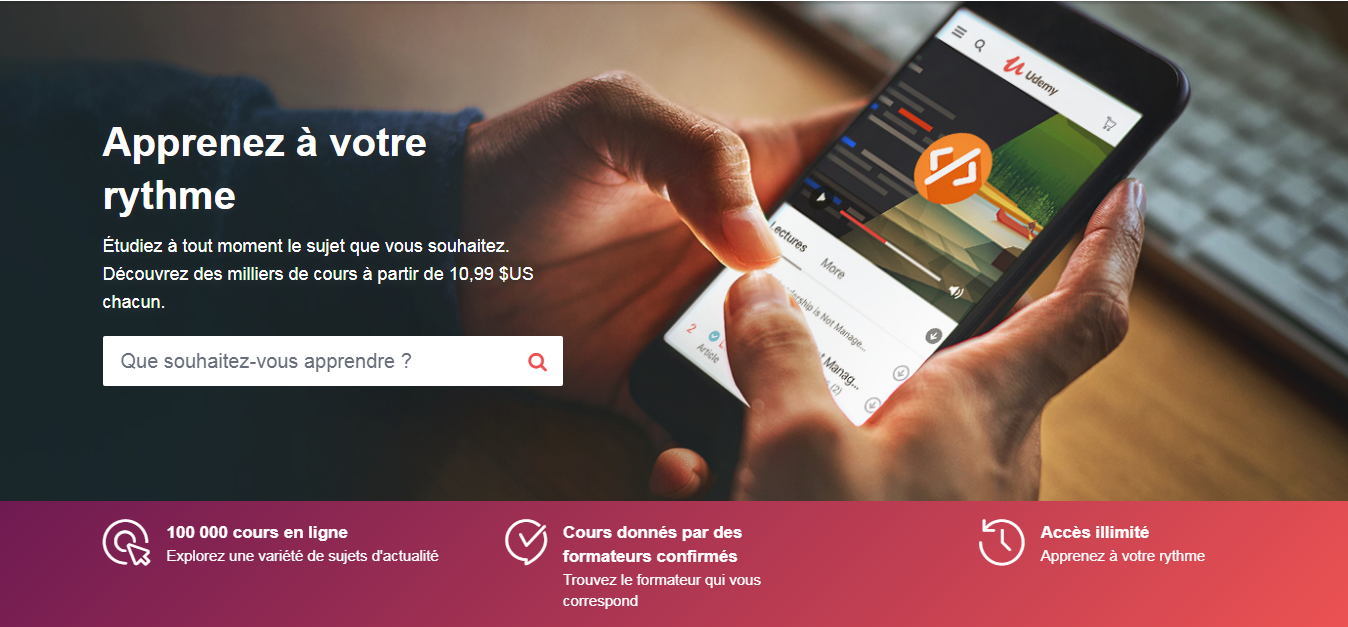 Apprenez à votre
rythme
Étudiez à tout moment le sujet que vous souhaitez.
Découvrez des milliers de cours à partir de 10,99 $US
chacun.
Que souhaitez-vous apprendre ?
Udemy
Lectures
More
is Not Manage...
Manag...
(2)
2
Article
100 000 cours en ligne
Explorez une variété de sujets d'actualité
Cours donnés par des
formateurs confirmés
Trouvez le formateur qui vous
correspond
Accès illimité
Apprenez à votre rythme